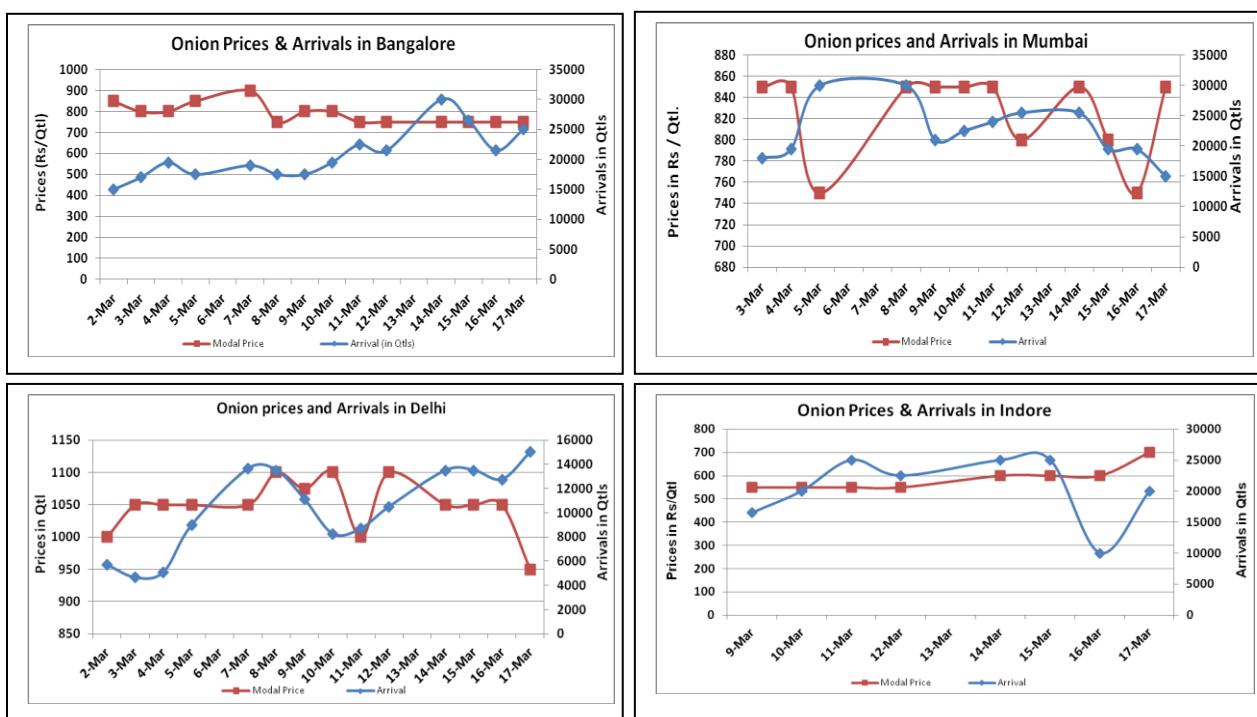 Onion Prices & Arrivals in Bangalore
Prices (Rs/Qtl)
1000
900
800
700
600
500
400
300
200
100
0
35000
30000
25000
20000
15000
10000
5000
0
Arrivals in Qtls
2-Mar
3-Mar
4-Mar
5-Mar
6-Mar
7-Mar
8-Mar
9-Mar
10-Mar
11-Mar
12-Mar
13-Mar
14-Mar
15-Mar
16-Mar
17-Mar
Modal Price
Arrival (in Qtls)
Onion prices and Arrivals in Mumbai
Prices in Rs / Qtl.
880
860
840
820
800
780
760
740
720
700
680
35000
30000
25000
20000
15000
10000
5000
0
Arrivals in Qtls
3-Mar
4-Mar
5-Mar
6-Mar
7-Mar
8-Mar
9-Mar
10-Mar
11-Mar
12-Mar
13-Mar
14-Mar
15-Mar
16-Mar
17-Mar
Modal Price
Arrival
Onion prices and Arrivals in Delhi
Prices in Qtl
1150
1100
1050
1000
950
900
850
16000
14000
12000
10000
8000
6000
4000
2000
0
Arrivals in Qtls
2-Mar
3-Mar
4-Mar
5-Mar
6-Mar
7-Mar
8-Mar
9-Mar
10-Mar
11-Mar
12-Mar
13-Mar
14-Mar
15-Mar
16-Mar
17-Mar
Modal Price
Arrival
Onion Prices & Arrivals in Indore
Prices in Rs/Qtl
800
700
600
500
400
300
200
100
0
30000
25000
20000
15000
10000
5000
0
Arrivals in Qtls
9-Mar
10-Mar
11-Mar
12-Mar
13-Mar
14-Mar
15-Mar
16-Mar
17-Mar
Modal Price
Arrival